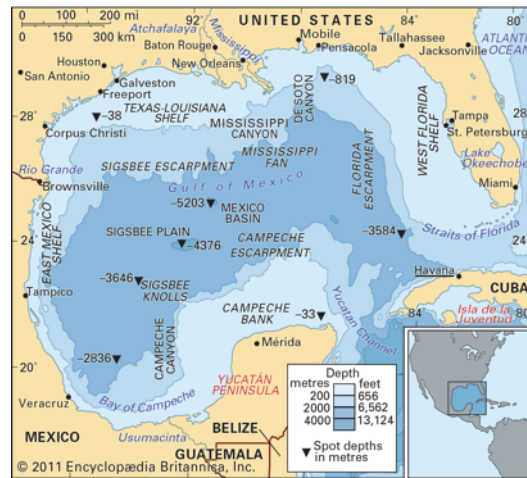 0 100 200 mi
0 150 300 km
92
88
84
80
UNITED STATES
Atchafalaya
Mississippi
Mobile
Tallahassee
ATLANTIC
OCEAN
Baton Rouge
Pensacola
Jacksonville
Houston
New Orleans
San Antonio
Galveston
Freeport
-819
DE SOTO
CANYON
28
28
TEXAS-LOUISIANA
SHELF
-38
Corpus Christi
MISSISSIPPI
CANYON
WEST FLORIDA
SHELF
Tampa
St. Petersburg
Lake
Okeechobee
SIGSBEE ESCARPMENT
MISSISSIPPI
FAN
Rio Grande
Brownsville
Gulf of Mexico
FLORIDA
ESCARPMENT
Miami
-5203
MEXICO
BASIN
EAST MEXICO
SHELF
SIGSBEE PLAIN
-4376
CAMPECHE
ESCARPMENT
-3584
Straits of Florida
24
24
-3646
SIGSBEE
KNOLLS
Tampico
Havana
CUBA
CAMPECHE
BANK
-33
Yucatan Channel
84
Isla de la
Juventud
80
CAMPECHE
CANYON
-2836
20
Mérida
YUCATÁN
PENINSULA
Veracruz
Bay of Campeche
Depth
metres feet
200 656
2000 6,562
4000 13,124
Spot depths
in metres
BELIZE
MEXICO
Usumacinta
GUATEMALA
© 2011 Encyclopædia Britannica, Inc.